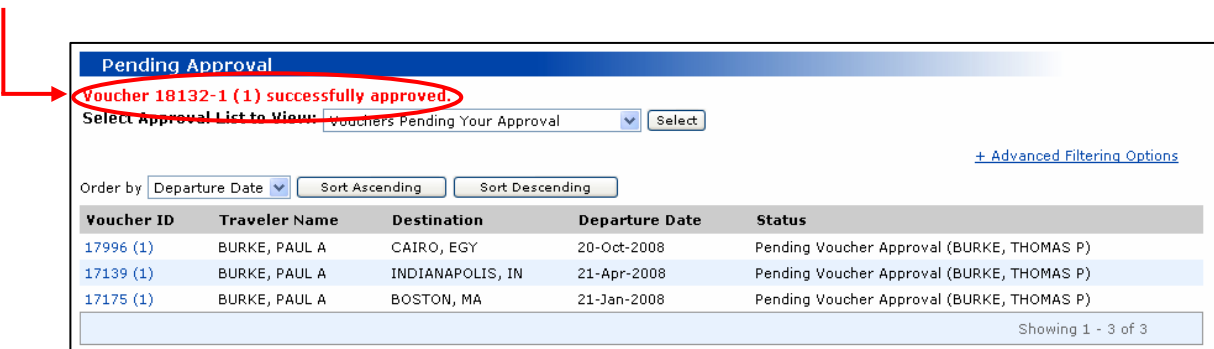 Pending Approval
Voucher 18132-1 (1) successfully approved.
Select Approval List to View: Vouchers Pending Your Approval Select
+ Advanced Filtering Options
Order by Departure Date Sort Ascending Sort Descending
Voucher ID Traveler Name Destination Departure Date Status
17996 (1) BURKE, PAUL A CAIRO, EGY 20-Oct-2008 Pending Voucher Approval (BURKE, THOMAS P)
17139 (1) BURKE, PAUL A INDIANAPOLIS, IN 21-Apr-2008 Pending Voucher Approval (BURKE, THOMAS P)
17175 (1) BURKE, PAUL A BOSTON, MA 21-Jan-2008 Pending Voucher Approval (BURKE, THOMAS P)
Showing 1 - 3 of 3